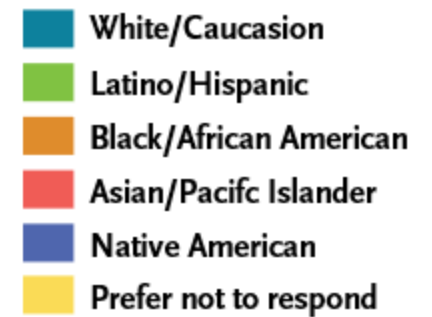 White/Caucasion
Latino/Hispanic
Black/African American
Asian/Pacifc Islander
Native American
Prefer not to respond